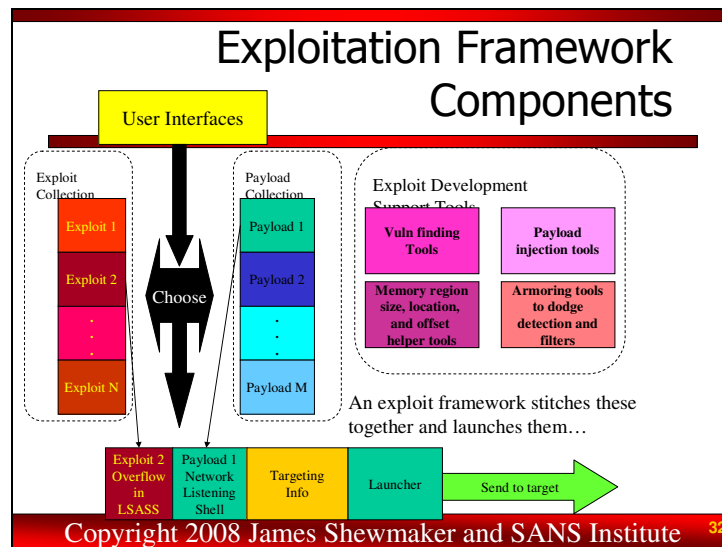 Exploitation Framework
Components
User Interfaces
Exploit
Collection
Exploit 1
Exploit 2
.
.
.
Exploit N
Choose
Payload
Collection
Payload 1
Payload 2
.
.
.
Payload M
Exploit Development
Support Tools
Vuln finding
Tools
Payload
injection tools
Memory region
size, location,
and offset
helper tools
Armoring tools
to dodge
detection and
filters
An exploit framework stitches these
together and launches them…
Exploit 2
Overflow
in
LSASS
Payload 1
Network
Listening
Shell
Targeting
Info
Launcher
Send to target
Copyright 2008 James Shewmaker and SANS Institute
32